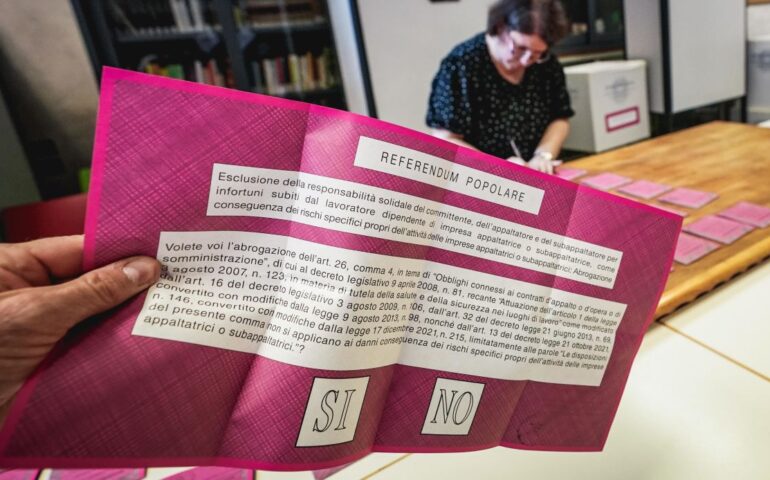 REFERENDUM POPOLARE
Esclusione della responsabilità solidale del committente, dell'appaltatore e del subappaltatore per
infortuni subiti dal lavoratore dipendente di impresa appaltatrice o subappaltatrice, come
conseguenza dei rischi specifici propri dell'attività delle imprese appaltatrici o subappaltatrici: Abrogazione
Volete voi l'abrogazione dell'art. 26, comma 4, in tema di "Obblighi connessi ai contratti d'appalto o d'opera o di
somministrazione", di cui al decreto legislativo 9 aprile 2008, n. 81, recante "Attuazione dell'articolo 1 della legge
3 agosto 2007, n. 123, in materia di tutela della salute e della sicurezza nei luoghi di lavoro" come modificato
dall'art. 16 del decreto legislativo 3 agosto 2009, n. 106, dall'art. 32 del decreto legge 21 giugno 2013, n. 69,
convertito con modifiche dalla legge 9 agosto 2013, n. 98, nonché dall'art. 13 del decreto legge 21 ottobre 2021,
n. 146, convertito con modifiche dalla legge 17 dicembre 2021, n. 215, limitatamente alle parole "Le disposizioni
del presente comma non si applicano ai danni conseguenza dei rischi specifici propri dell'attività delle imprese
appaltatrici o subappaltatrici."?
SI NO